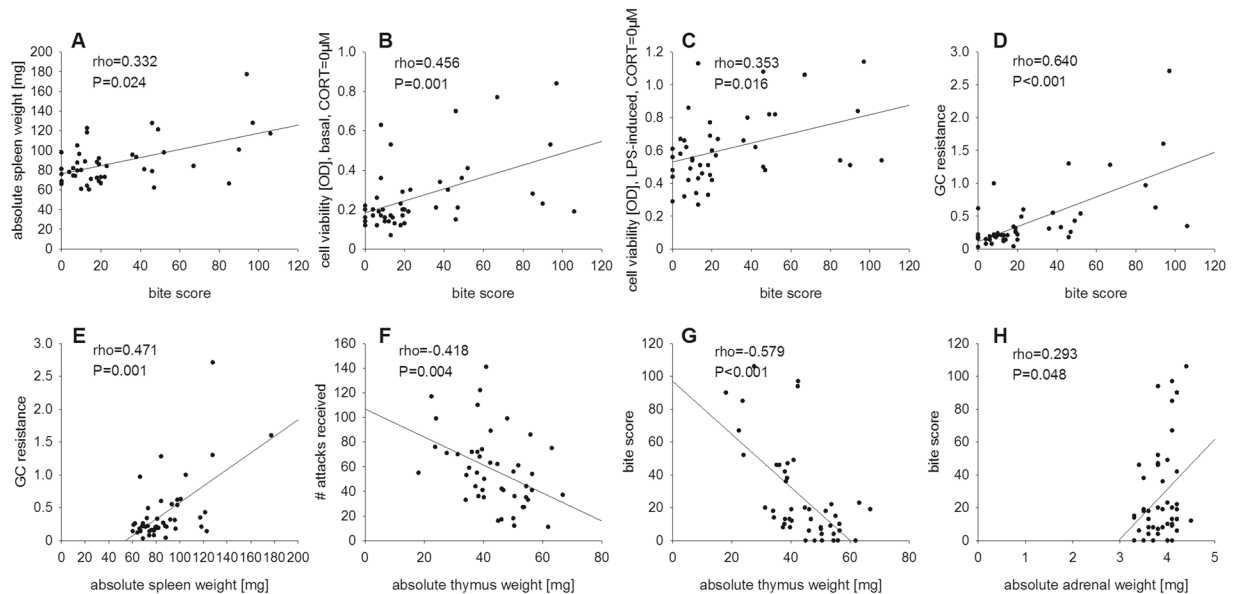 A
rho=0.332
P=0.024
absolute spleen weight [mg]
200
180
160
140
120
100
80
60
40
20
0
0 20 40 60 80 100 120
bite score
B
rho=0.456
P=0.001
cell viability [OD], basal, CORT=0µM
1.0
0.8
0.6
0.4
0.2
0
0 20 40 60 80 100 120
bite score
C
rho=0.353
P=0.016
cell viability [OD], LPS-induced, CORT=0µM
1.2
1.0
0.8
0.6
0.4
0.2
0
0 20 40 60 80 100 120
bite score
D
rho=0.640
P<0.001
GC resistance
3.0
2.5
2.0
1.5
1.0
0.5
0
0 20 40 60 80 100 120
bite score
E
rho=0.471
P=0.001
GC resistance
3.0
2.5
2.0
1.5
1.0
0.5
0
0 20 40 60 80 100 120 140 160 180 200
absolute spleen weight [mg]
F
rho=-0.418
P=0.004
# attacks received
160
140
120
100
80
60
40
20
0
0 20 40 60 80
absolute thymus weight [mg]
G
rho=-0.579
P<0.001
bite score
120
100
80
60
40
20
0
0 20 40 60 80
absolute thymus weight [mg]
H
rho=0.293
P=0.048
bite score
120
100
80
60
40
20
0
0 1 2 3 4 5
absolute adrenal weight [mg]